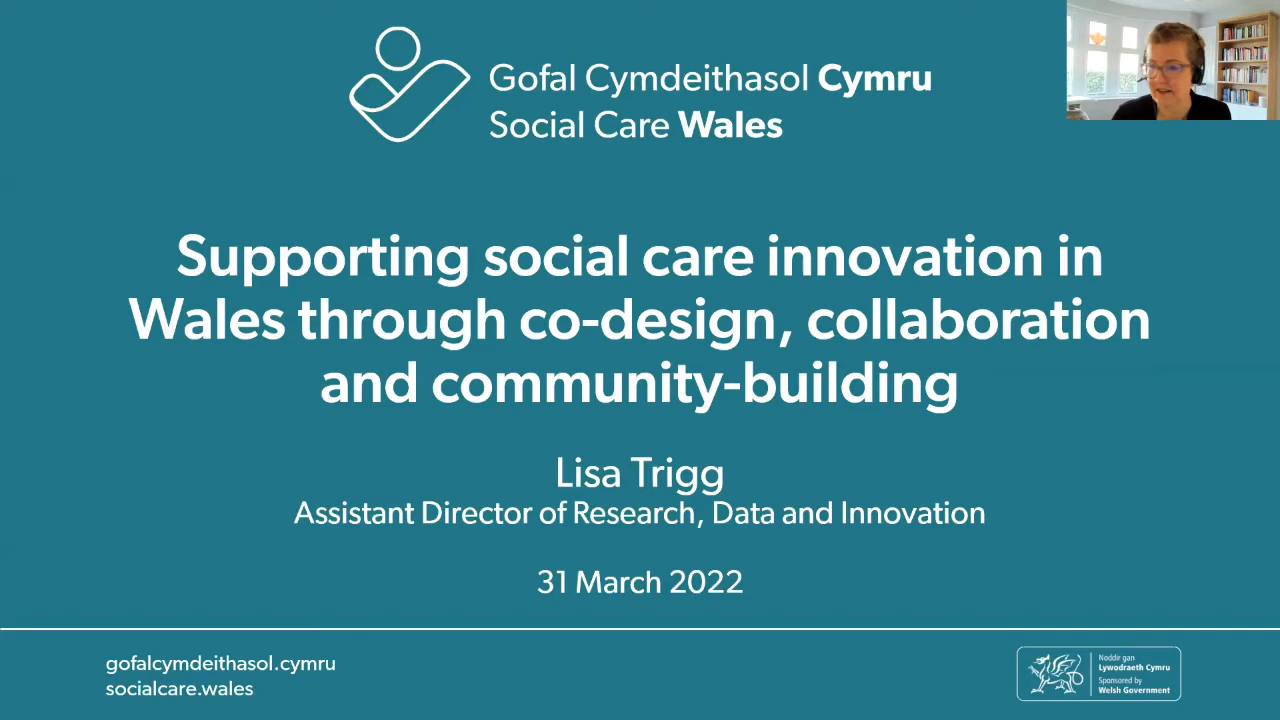 Gofal Cymdeithasol Cymru
Social Care Wales
Supporting social care innovation in
Wales through co-design, collaboration
and community-building
Lisa Trigg
Assistant Director of Research, Data and Innovation
31 March 2022
gofalcymdeithasol.cymru
socialcare.wales
Noddir gan
Lywodraeth Cymru
Sponsored by
Welsh Government